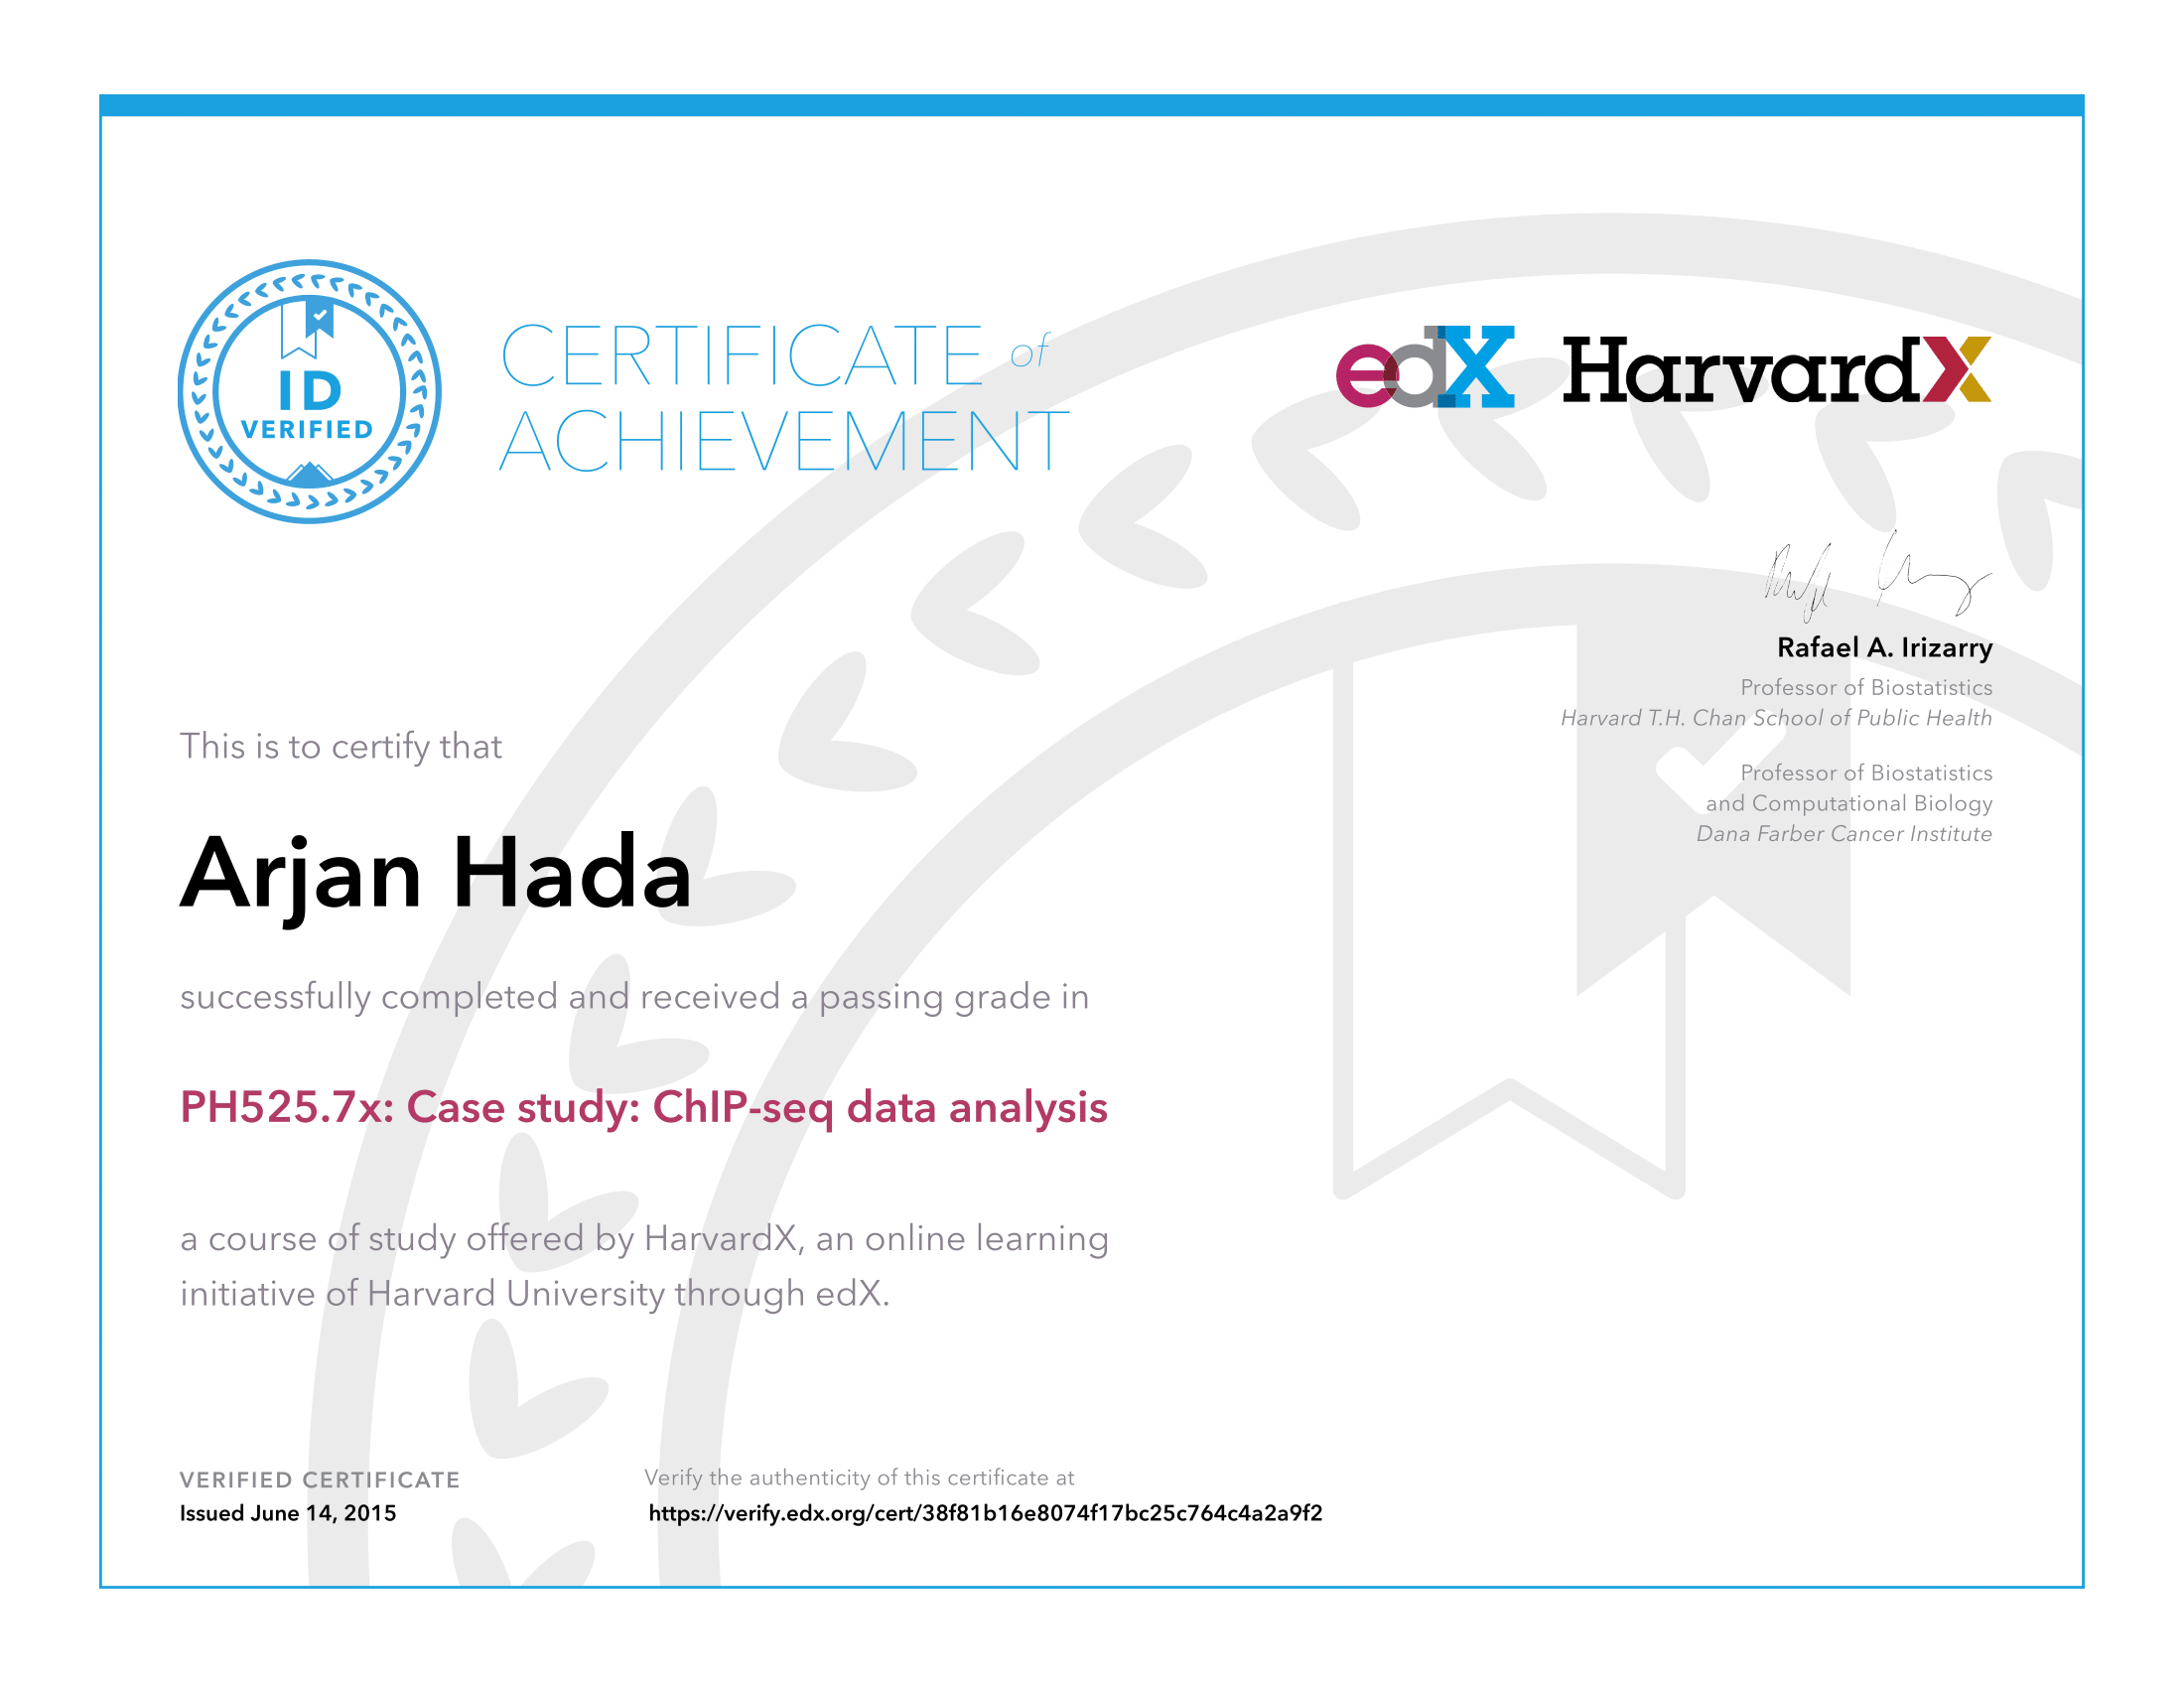 ID
VERIFIED
CERTIFICATE of
ACHIEVEMENT
edX HarvardX
Rafael A. Irizarry
Professor of Biostatistics
Harvard T.H. Chan School of Public Health
Professor of Biostatistics
and Computational Biology
Dana Farber Cancer Institute
This is to certify that
Arjan Hada
successfully completed and received a passing grade in
PH525.7x: Case study: ChIP-seq data analysis
a course of study offered by HarvardX, an online learning
initiative of Harvard University through edX.
VERIFIED CERTIFICATE
Issued June 14, 2015
Verify the authenticity of this certificate at
https://verify.edx.org/cert/38f81b16e8074f17bc25c764c4a2a9f2